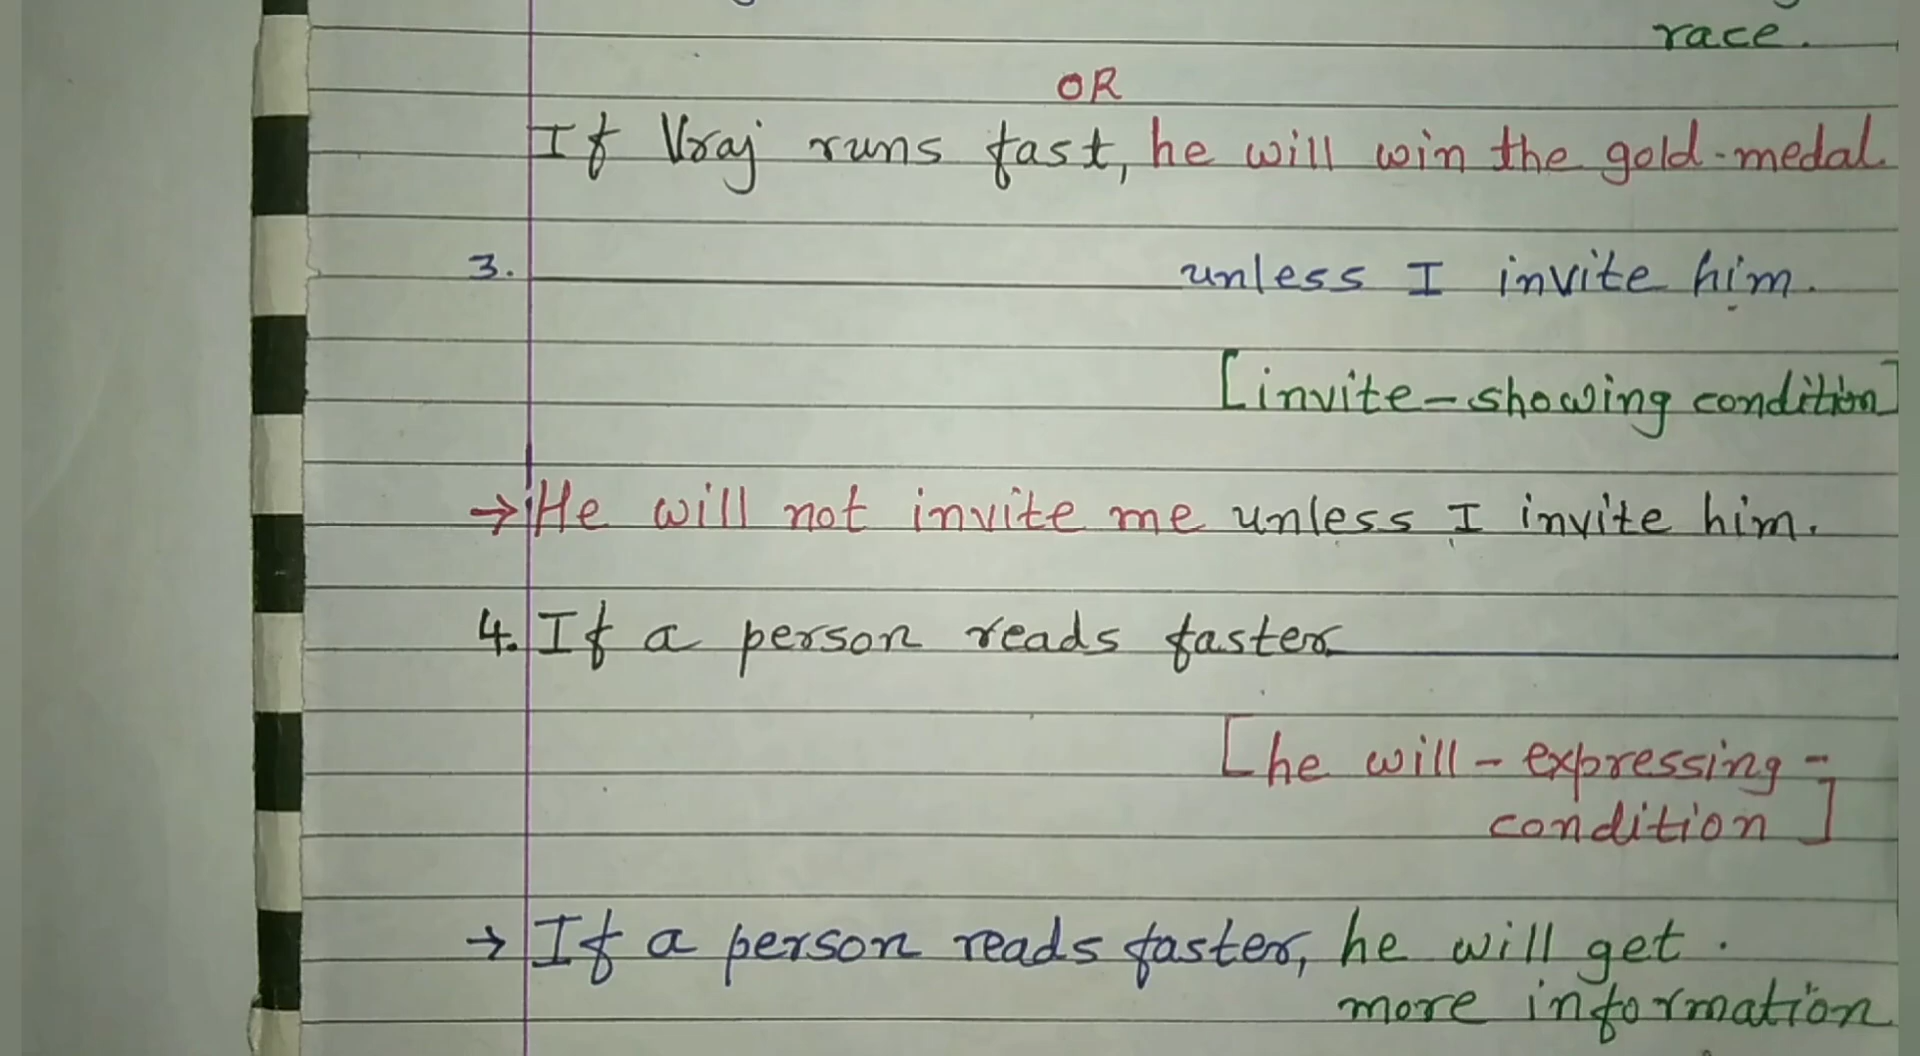 race.
OR
If Vraj runs fast, he will win the gold-medal.
3. unless I invite him.
[invite-showing condition]
→ He will not invite me unless I invite him.
4. If a person reads faster
[he will - expressing -
condition]
→ If a person reads faster, he will get
more information